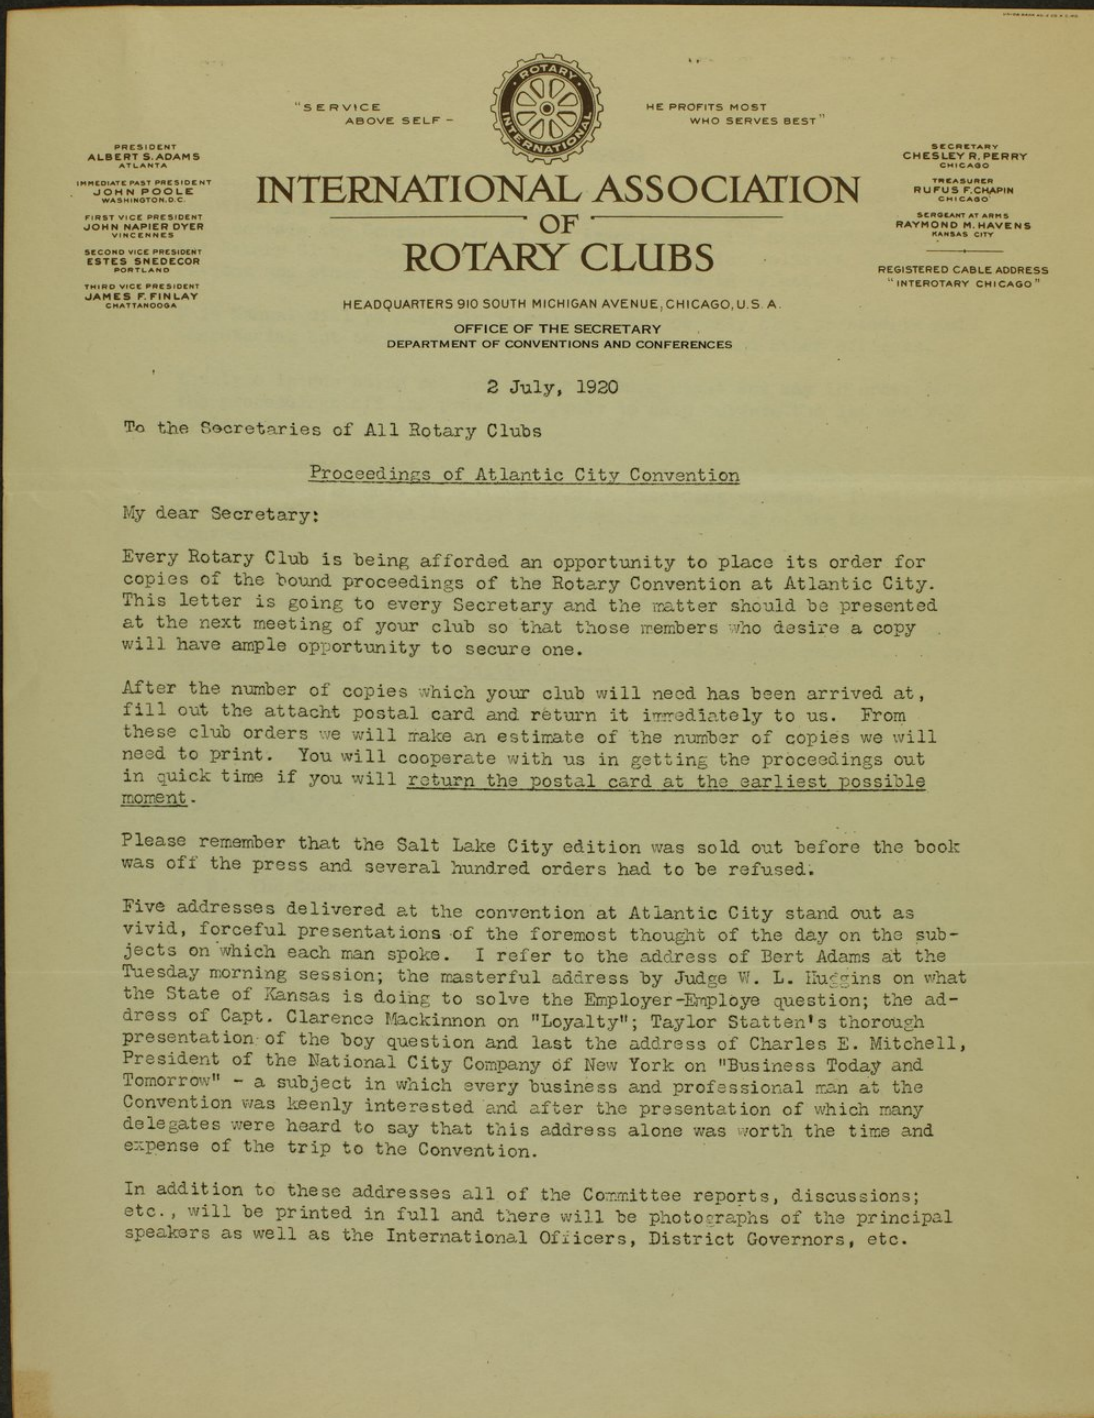 ROTARY
INTERNATIONAL
"SERVICE
ABOVE SELF –
HE PROFITS MOST
WHO SERVES BEST"
PRESIDENT
ALBERT S. ADAMS
ATLANTA
IMMEDIATE PAST PRESIDENT
JOHN POOLE
WASHINGTON, D.C.
FIRST VICE PRESIDENT
JOHN NAPIER DYER
VINCENNES
SECOND VICE PRESIDENT
ESTES SNEDECOR
PORTLAND
THIRD VICE PRESIDENT
JAMES F. FINLAY
CHATTANOOGA
INTERNATIONAL ASSOCIATION
OF
ROTARY CLUBS
SECRETARY
CHESLEY R. PERRY
CHICAGO
TREASURER
RUFUS F. CHAPIN
CHICAGO
SERGEANT AT ARMS
RAYMOND M. HAVENS
KANSAS CITY
REGISTERED CABLE ADDRESS
"INTEROTARY CHICAGO"
HEADQUARTERS 910 SOUTH MICHIGAN AVENUE, CHICAGO, U.S.A.
OFFICE OF THE SECRETARY
DEPARTMENT OF CONVENTIONS AND CONFERENCES
2 July, 1920
To the Secretaries of All Rotary Clubs
Proceedings of Atlantic City Convention
My dear Secretary:
Every Rotary Club is being afforded an opportunity to place its order for
copies of the bound proceedings of the Rotary Convention at Atlantic City.
This letter is going to every Secretary and the matter should be presented
at the next meeting of your club so that those members who desire a copy
will have ample opportunity to secure one.
After the number of copies which your club will need has been arrived at,
fill out the attacht postal card and return it immediately to us. From
these club orders we will make an estimate of the number of copies we will
need to print. You will cooperate with us in getting the proceedings out
in quick time if you will return the postal card at the earliest possible
moment.
Please remember that the Salt Lake City edition was sold out before the book
was off the press and several hundred orders had to be refused.
Five addresses delivered at the convention at Atlantic City stand out as
vivid, forceful presentations of the foremost thought of the day on the sub-
jects on which each man spoke. I refer to the address of Bert Adams at the
Tuesday morning session; the masterful address by Judge W. L. Huggins on what
the State of Kansas is doing to solve the Employer-Employe question; the ad-
dress of Capt. Clarence Mackinnon on "Loyalty"; Taylor Statten's thorough
presentation of the boy question and last the address of Charles E. Mitchell,
President of the National City Company of New York on "Business Today and
Tomorrow" - a subject in which every business and professional man at the
Convention was keenly interested and after the presentation of which many
delegates were heard to say that this address alone was worth the time and
expense of the trip to the Convention.
In addition to these addresses all of the Committee reports, discussions;
etc., will be printed in full and there will be photographs of the principal
speakers as well as the International Officers, District Governors, etc.